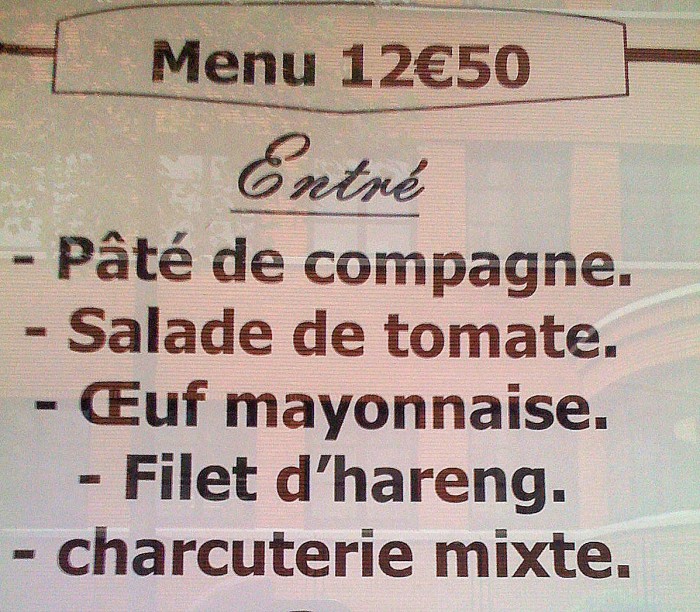 Menu 12€50
Entré
- Pâté de compagne.
- Salade de tomate.
- Œuf mayonnaise.
- Filet d’hareng.
- charcuterie mixte.